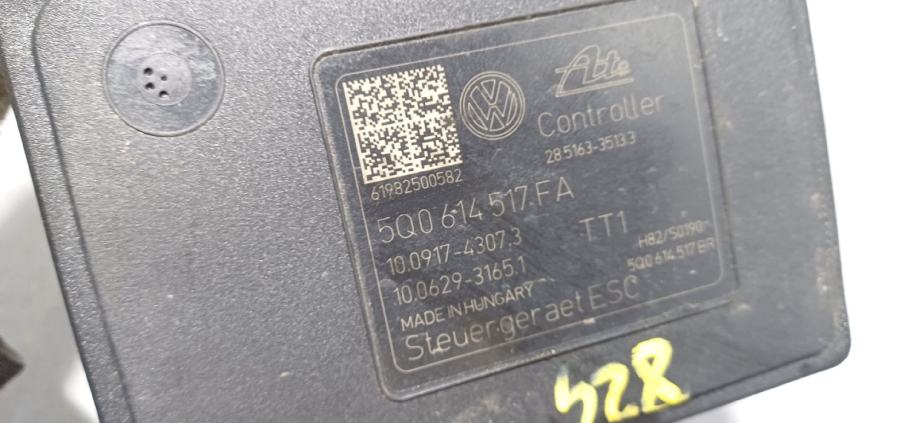 Ate
Controller
28.5163-3513.3
61982500582
5Q0 614 517.FA
10.0917-4307.3
TT1
H82/S0190
10.0629-3165.1
5Q0 614 517 BR
MADE IN HUNGARY
Steuergeraet ESC
528